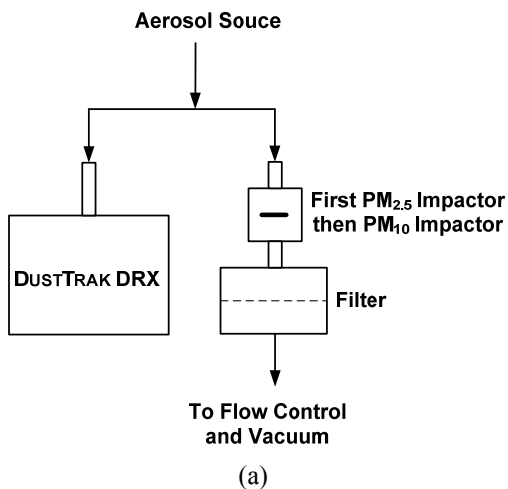 Aerosol Souce
First PM2.5 Impactor
then PM10 Impactor
DUSTTRAK DRX
Filter
To Flow Control
and Vacuum
(a)